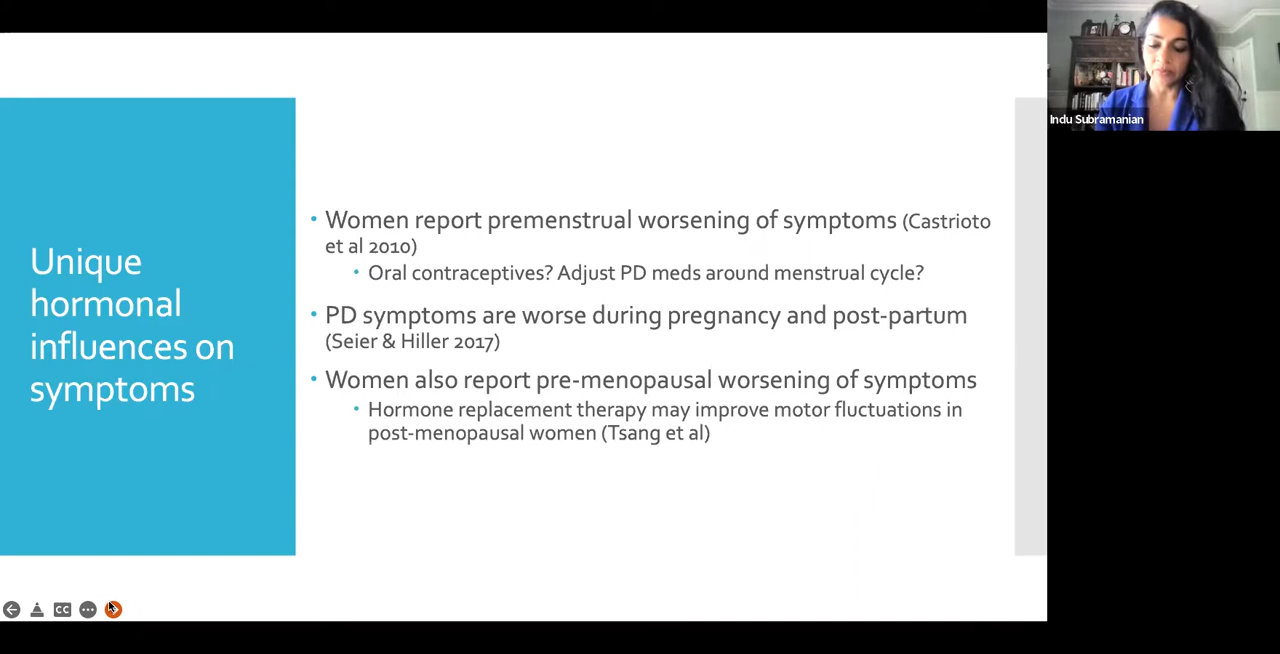 Unique
hormonal
influences on
symptoms
• Women report premenstrual worsening of symptoms (Castrioto
et al 2010)
• Oral contraceptives? Adjust PD meds around menstrual cycle?
• PD symptoms are worse during pregnancy and post-partum
(Seier & Hiller 2017)
• Women also report pre-menopausal worsening of symptoms
• Hormone replacement therapy may improve motor fluctuations in
post-menopausal women (Tsang et al)
Indu Subramanian
CC